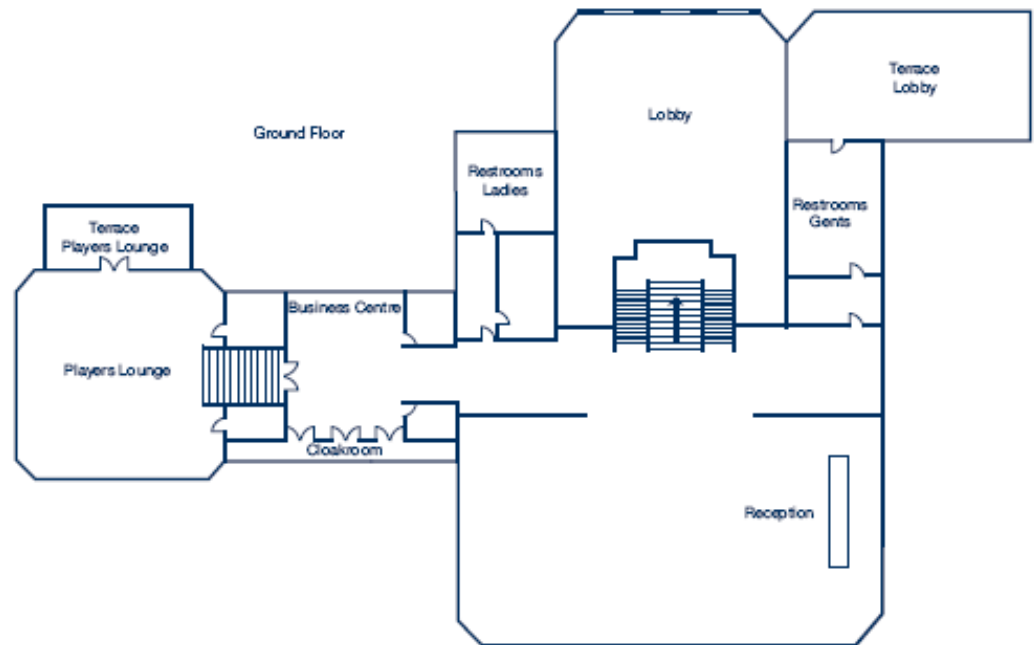 Terrace
Lobby
Lobby
Ground Floor
Restrooms
Ladies
Restrooms
Gents
Terrace
Players Lounge
Business Centre
Players Lounge
Cloakroom
Reception